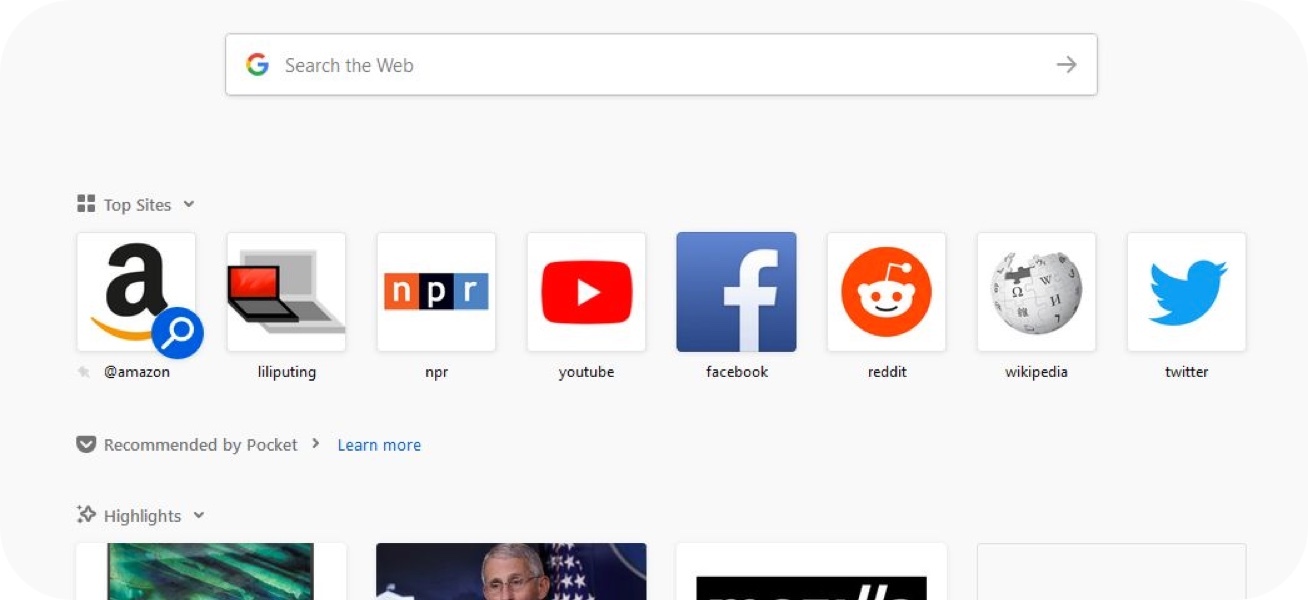 Search the Web
Top Sites
a
npr
f
W
Ω
И
@amazon
liliputing
npr
youtube
facebook
reddit
wikipedia
twitter
Recommended by Pocket
Learn more
Highlights